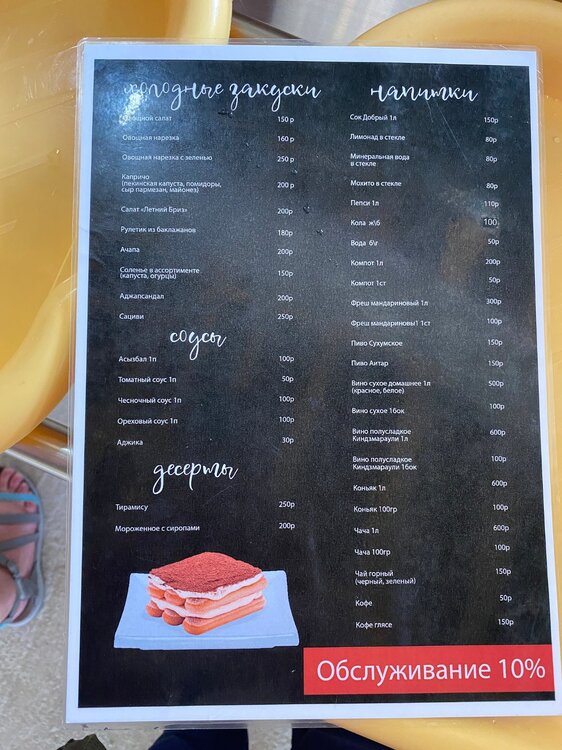 холодные закуски
Овощной салат 150 р
Овощная нарезка 160 р
Овощная нарезка с зеленью 250 р
Капричо
(пекинская капуста, помидоры,
сыр пармезан, майонез) 200 р
Салат «Летний Бриз» 200р
Рулетик из баклажанов 180р
Ачапа 200р
Соленье в ассортименте
(капуста, огурцы) 150р
Аджапсандал 200р
Сациви 250р
соусы
Асызбал 1п 100р
Томатный соус 1п 50р
Чесночный соус 1п 100р
Ореховый соус 1п 100р
Аджика 30р
десерты
Тирамису 250р
Мороженное с сиропами 200р
напитки
Сок Добрый 1л 150р
Лимонад в стекле 80р
Минеральная вода
в стекле 80р
Мохито в стекле 80р
Пепси 1л 110р
Кола ж\б 100
Вода б\г 50р
Компот 1л 200р
Компот 1ст 50р
Фреш мандариновый 1л 300р
Фреш мандариновы1 1ст 100р
Пиво Сухумское 150р
Пиво Аитар 150р
Вино сухое домашнее 1л 500р
(красное, белое)
Вино сухое 1бок 100р
Вино полусладкое 600р
Киндзмараули 1л
Вино полусладкое 100р
Киндзмараули 1бок
Коньяк 1л 600р
Коньяк 100гр 100р
Чача 1л 600р
Чача 100гр 100р
Чай горный 150р
(черный, зеленый)
Кофе 50р
Кофе глясе 150р
Обслуживание 10%